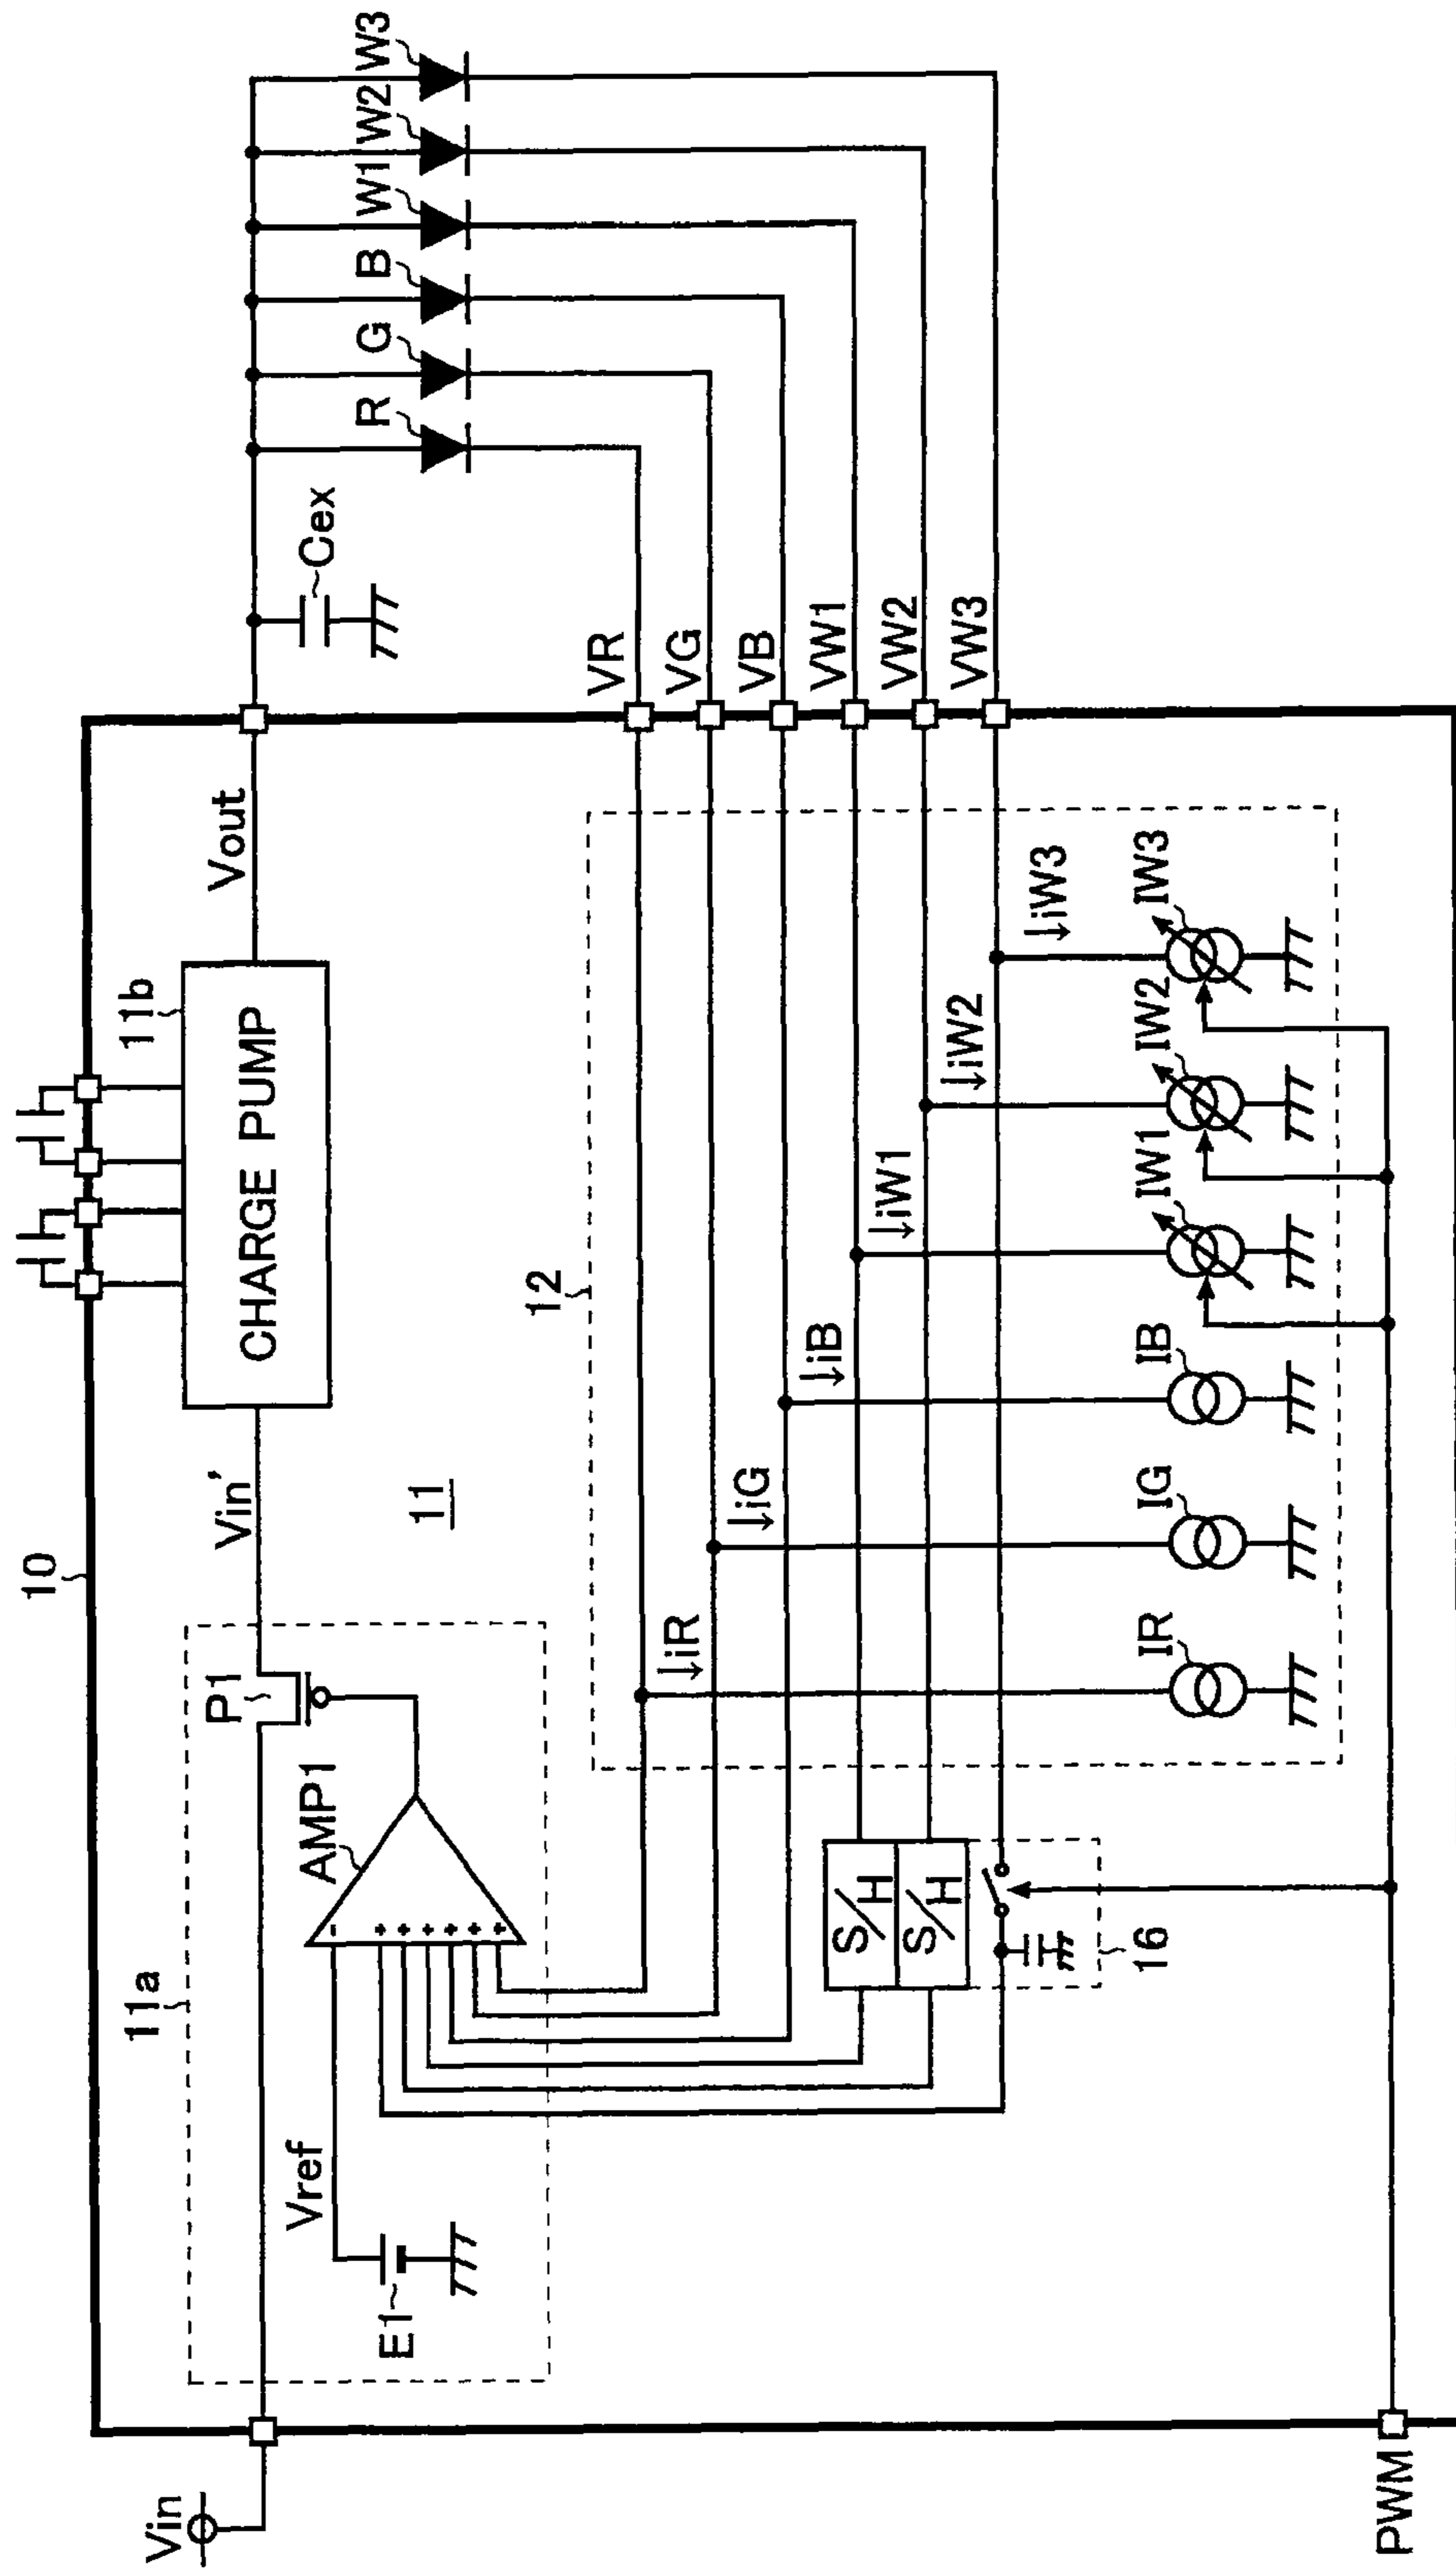 10
Vin
11a
P1
Vin'
11b
CHARGE PUMP
Vout
Cex
R
G
B
W1
W2
W3
E1
Vref
AMP1
-
+
+
+
+
+
+
11
VR
VG
VB
VW1
VW2
VW3
12
↓iR
↓iG
↓iB
↓iW1
↓iW2
↓iW3
S/H
S/H
16
IR
IG
IB
IW1
IW2
IW3
PWM